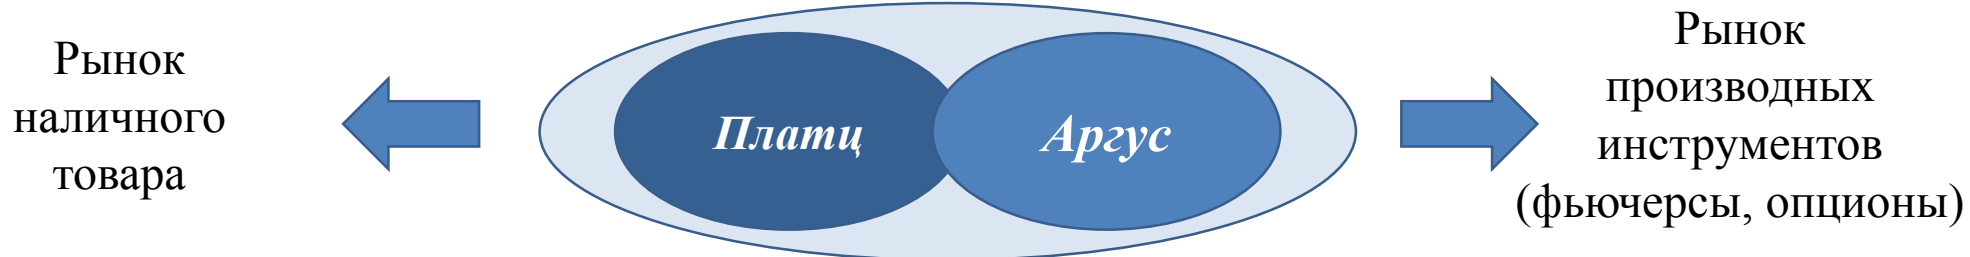 Рынок
наличного
товара
Платц
Аргус
Рынок
производных
инструментов
(фьючерсы, опционы)